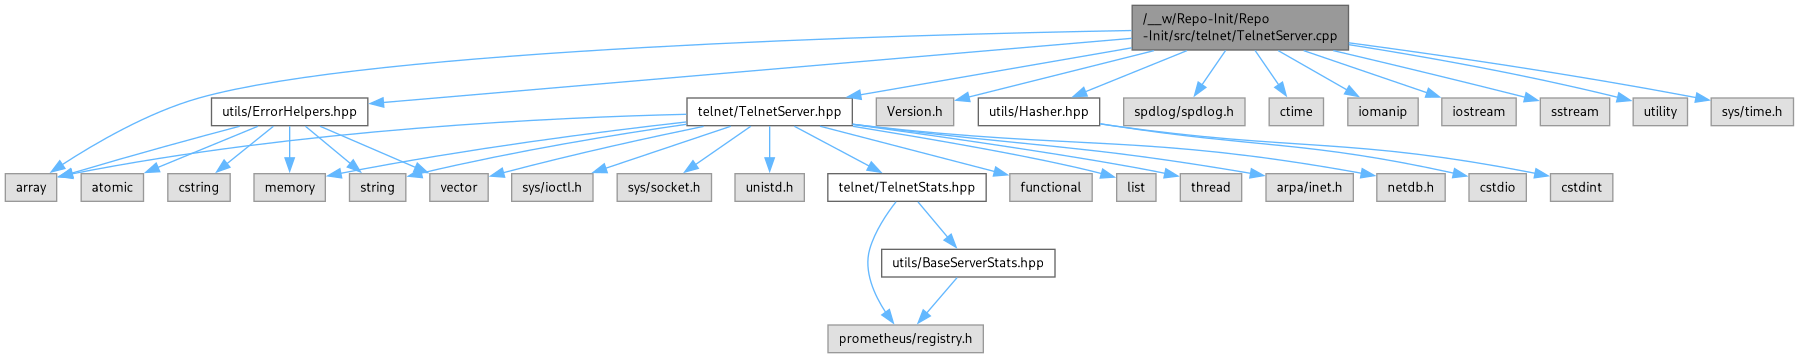 /__w/Repo-Init/Repo
-Init/src/telnet/TelnetServer.cpp
utils/ErrorHelpers.hpp
telnet/TelnetServer.hpp
Version.h
utils/Hasher.hpp
spdlog/spdlog.h
ctime
iomanip
iostream
sstream
utility
sys/time.h
array
atomic
cstring
memory
string
vector
sys/ioctl.h
sys/socket.h
unistd.h
telnet/TelnetStats.hpp
functional
list
thread
arpa/inet.h
netdb.h
cstdio
cstdint
utils/BaseServerStats.hpp
prometheus/registry.h